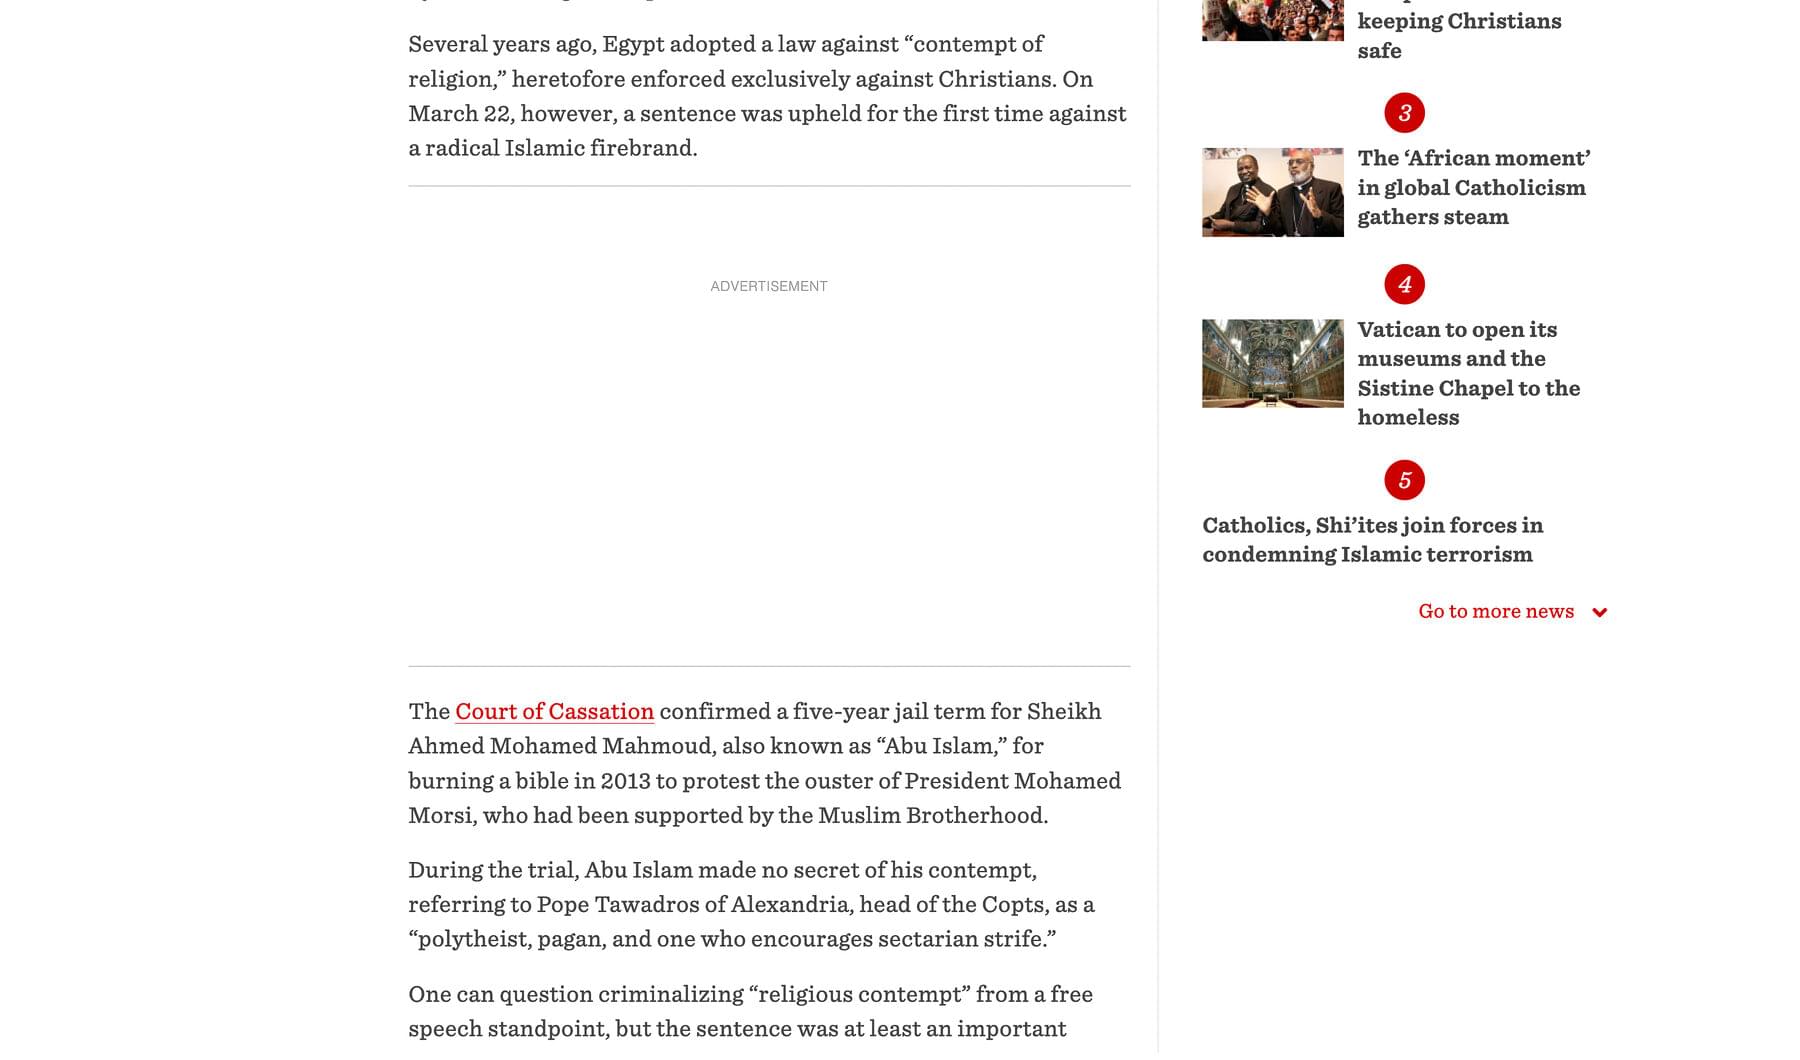 Several years ago, Egypt adopted a law against “contempt of
religion,” heretofore enforced exclusively against Christians. On
March 22, however, a sentence was upheld for the first time against
a radical Islamic firebrand.
ADVERTISEMENT
The Court of Cassation confirmed a five-year jail term for Sheikh
Ahmed Mohamed Mahmoud, also known as “Abu Islam,” for
burning a bible in 2013 to protest the ouster of President Mohamed
Morsi, who had been supported by the Muslim Brotherhood.
During the trial, Abu Islam made no secret of his contempt,
referring to Pope Tawadros of Alexandria, head of the Copts, as a
“polytheist, pagan, and one who encourages sectarian strife.”
One can question criminalizing “religious contempt” from a free
speech standpoint, but the sentence was at least an important
keeping Christians
safe
3
The ‘African moment’
in global Catholicism
gathers steam
4
Vatican to open its
museums and the
Sistine Chapel to the
homeless
5
Catholics, Shi’ites join forces in
condemning Islamic terrorism
Go to more news